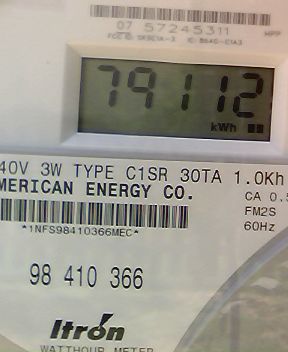 07 57245311
79112
kWh
40V 3W TYPE C1SR 30TA 1.0Kh
MERICAN ENERGY CO.
CA 0.5
FM2S
*1NFS98410366MEC*
60Hz
98 410 366
Itrón
WATTHOUR METER